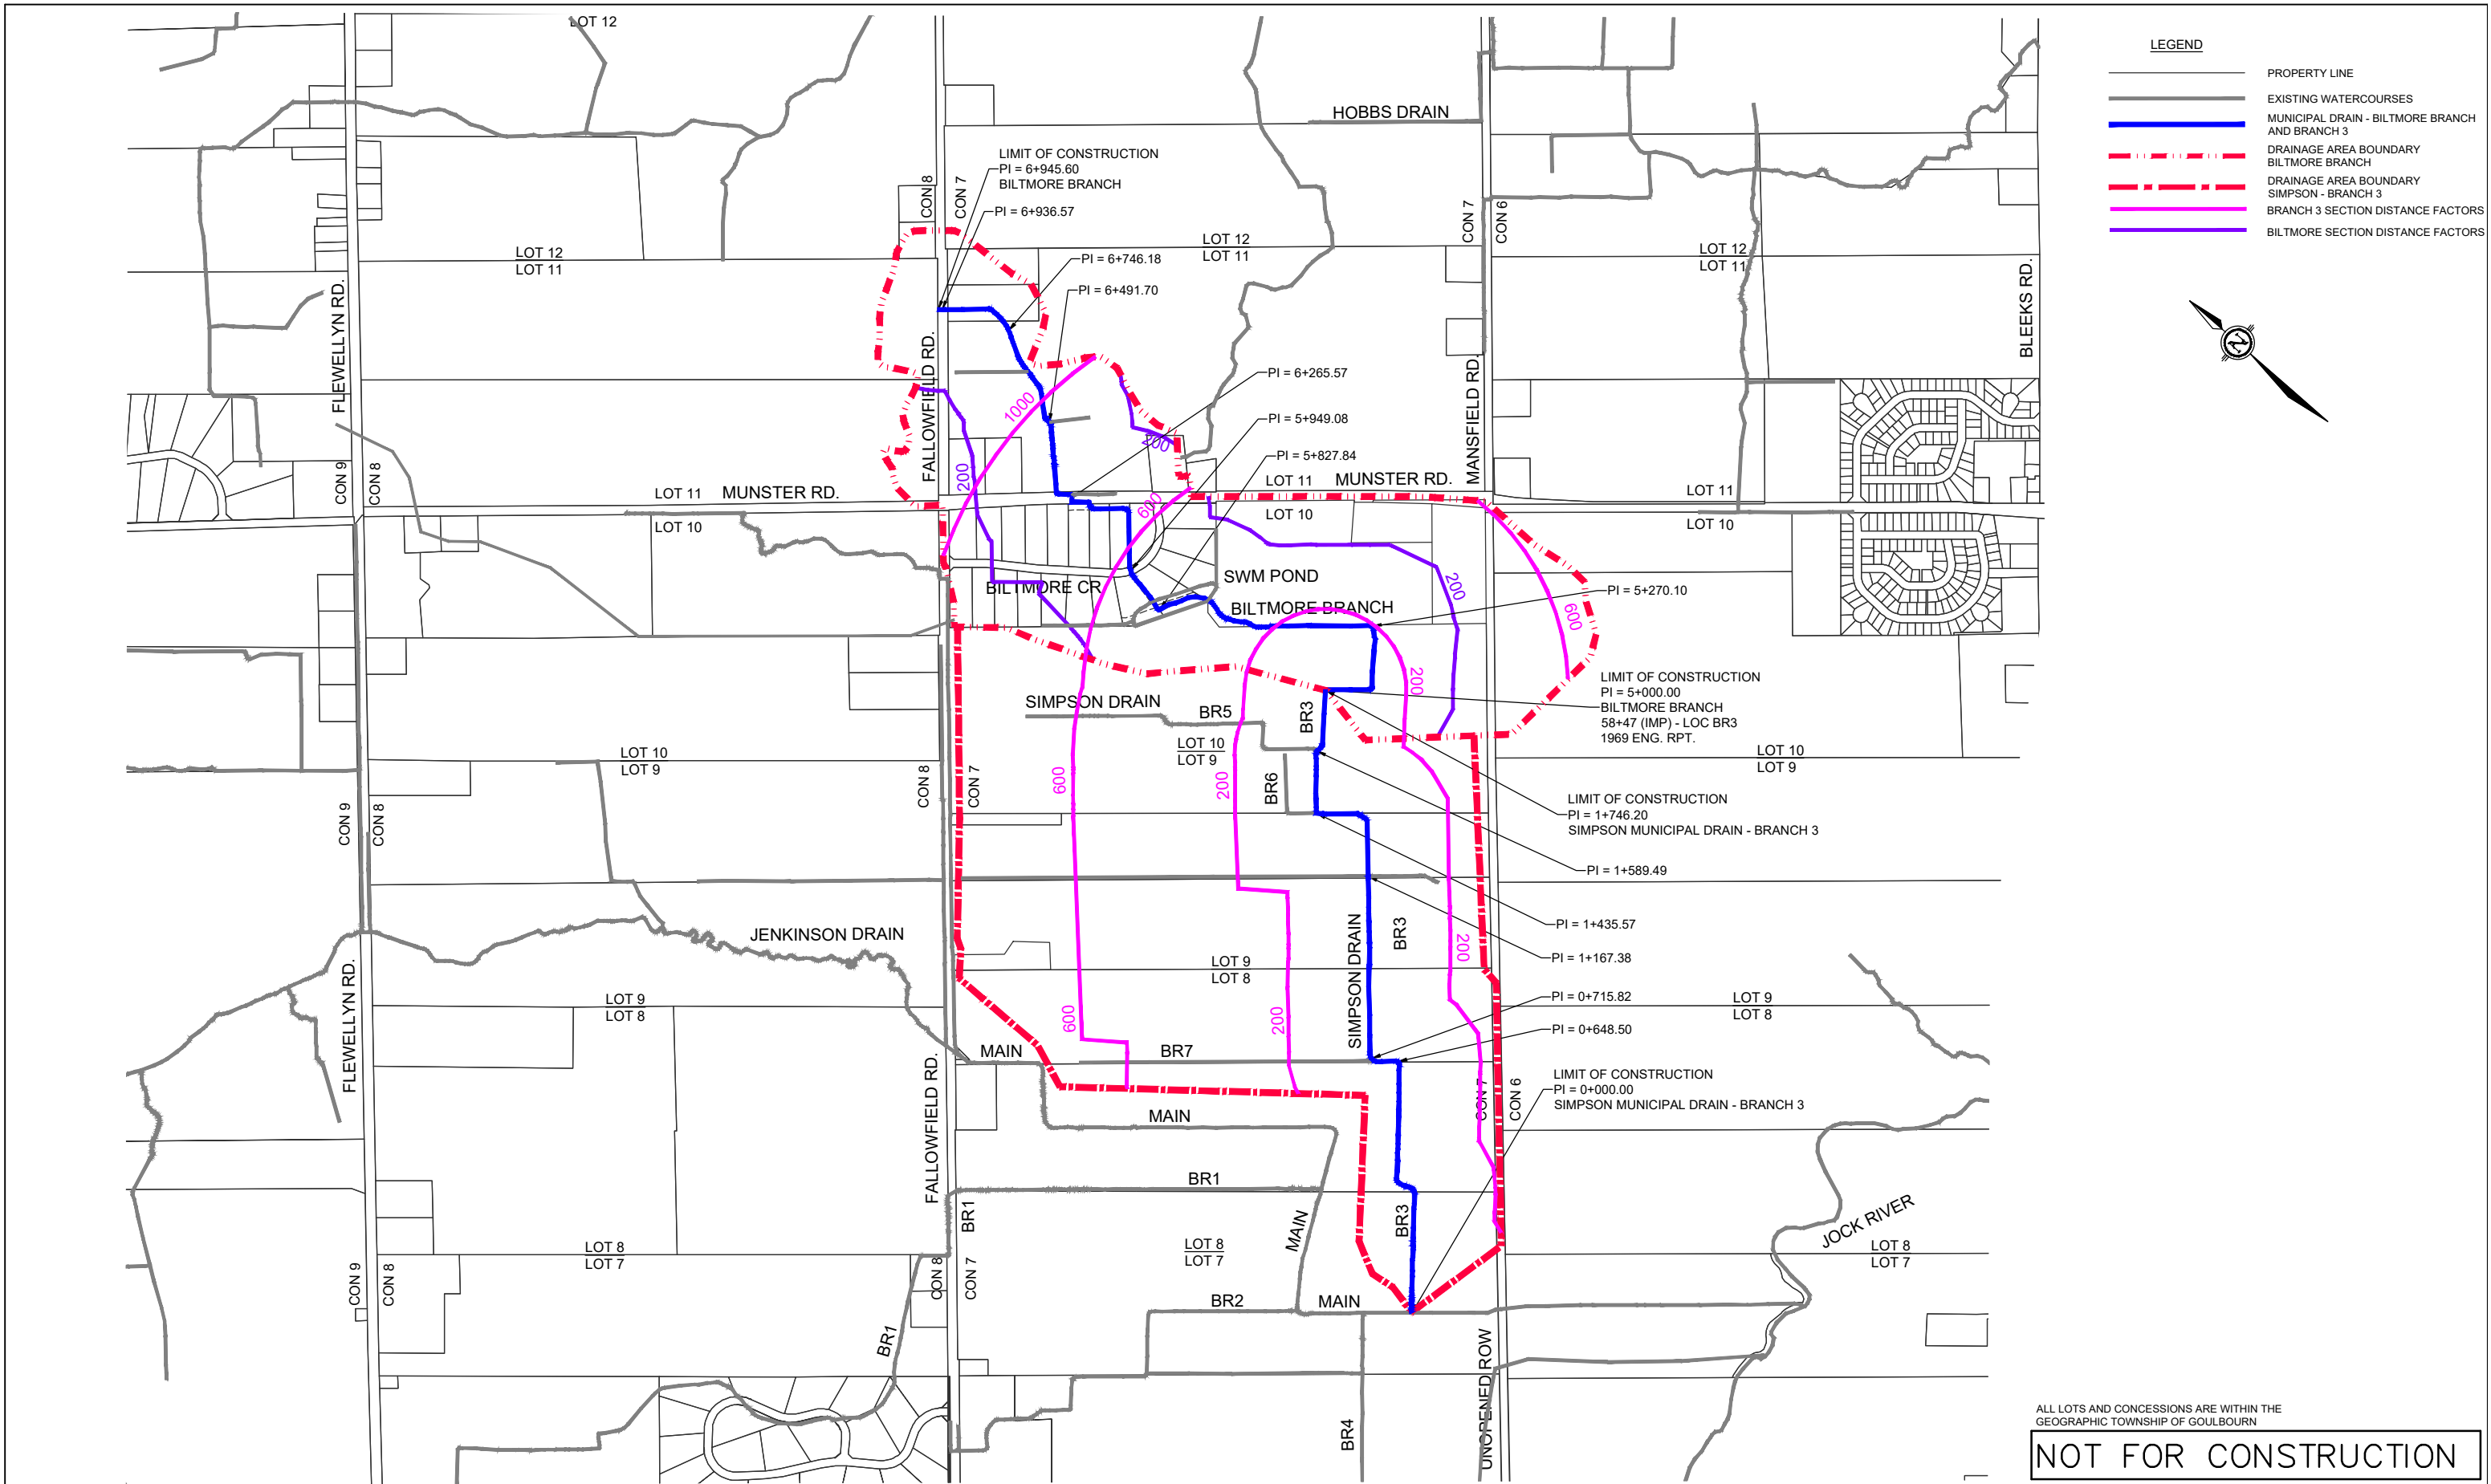 LOT 12
HOBBS DRAIN
LEGEND
PROPERTY LINE
EXISTING WATERCOURSES
MUNICIPAL DRAIN - BILTMORE BRANCH
AND BRANCH 3
DRAINAGE AREA BOUNDARY
BILTMORE BRANCH
DRAINAGE AREA BOUNDARY
SIMPSON - BRANCH 3
BRANCH 3 SECTION DISTANCE FACTORS
BILTMORE SECTION DISTANCE FACTORS
N
LIMIT OF CONSTRUCTION
PI = 6+945.60
BILTMORE BRANCH
PI = 6+936.57
CON 8
CON 7
CON 7
CON 6
LOT 12
LOT 11
LOT 12
LOT 11
LOT 12
LOT 11
PI = 6+746.18
PI = 6+491.70
FLEWELLYN RD.
FALLOWFIELD RD.
MANSFIELD RD.
BLEEKS RD.
PI = 6+265.57
1000
PI = 5+949.08
200
PI = 5+827.84
200
CON 9
CON 8
LOT 11
MUNSTER RD.
LOT 11
MUNSTER RD.
LOT 11
LOT 10
600
LOT 10
LOT 10
SWM POND
BILTMORE CR
BILTMORE BRANCH
200
PI = 5+270.10
600
LIMIT OF CONSTRUCTION
PI = 5+000.00
BILTMORE BRANCH
58+47 (IMP) - LOC BR3
1969 ENG. RPT.
200
SIMPSON DRAIN
BR5
BR3
LOT 10
LOT 9
LOT 10
LOT 9
LOT 10
LOT 9
CON 8
CON 7
600
200
BR6
LIMIT OF CONSTRUCTION
PI = 1+746.20
SIMPSON MUNICIPAL DRAIN - BRANCH 3
CON 9
CON 8
PI = 1+589.49
PI = 1+435.57
JENKINSON DRAIN
SIMPSON DRAIN
BR3
200
PI = 1+167.38
LOT 9
LOT 8
LOT 9
LOT 8
LOT 9
LOT 8
PI = 0+715.82
PI = 0+648.50
FLEWELLYN RD.
600
200
MAIN
BR7
FALLOWFIELD RD.
CON 7
CON 6
LIMIT OF CONSTRUCTION
PI = 0+000.00
SIMPSON MUNICIPAL DRAIN - BRANCH 3
MAIN
BR1
BR1
MAIN
BR3
JOCK RIVER
LOT 8
LOT 7
LOT 8
LOT 7
LOT 8
LOT 7
CON 9
CON 8
CON 8
CON 7
BR2
MAIN
BR1
UNOPENED ROW
BR4
ALL LOTS AND CONCESSIONS ARE WITHIN THE
GEOGRAPHIC TOWNSHIP OF GOULBOURN
NOT FOR CONSTRUCTION